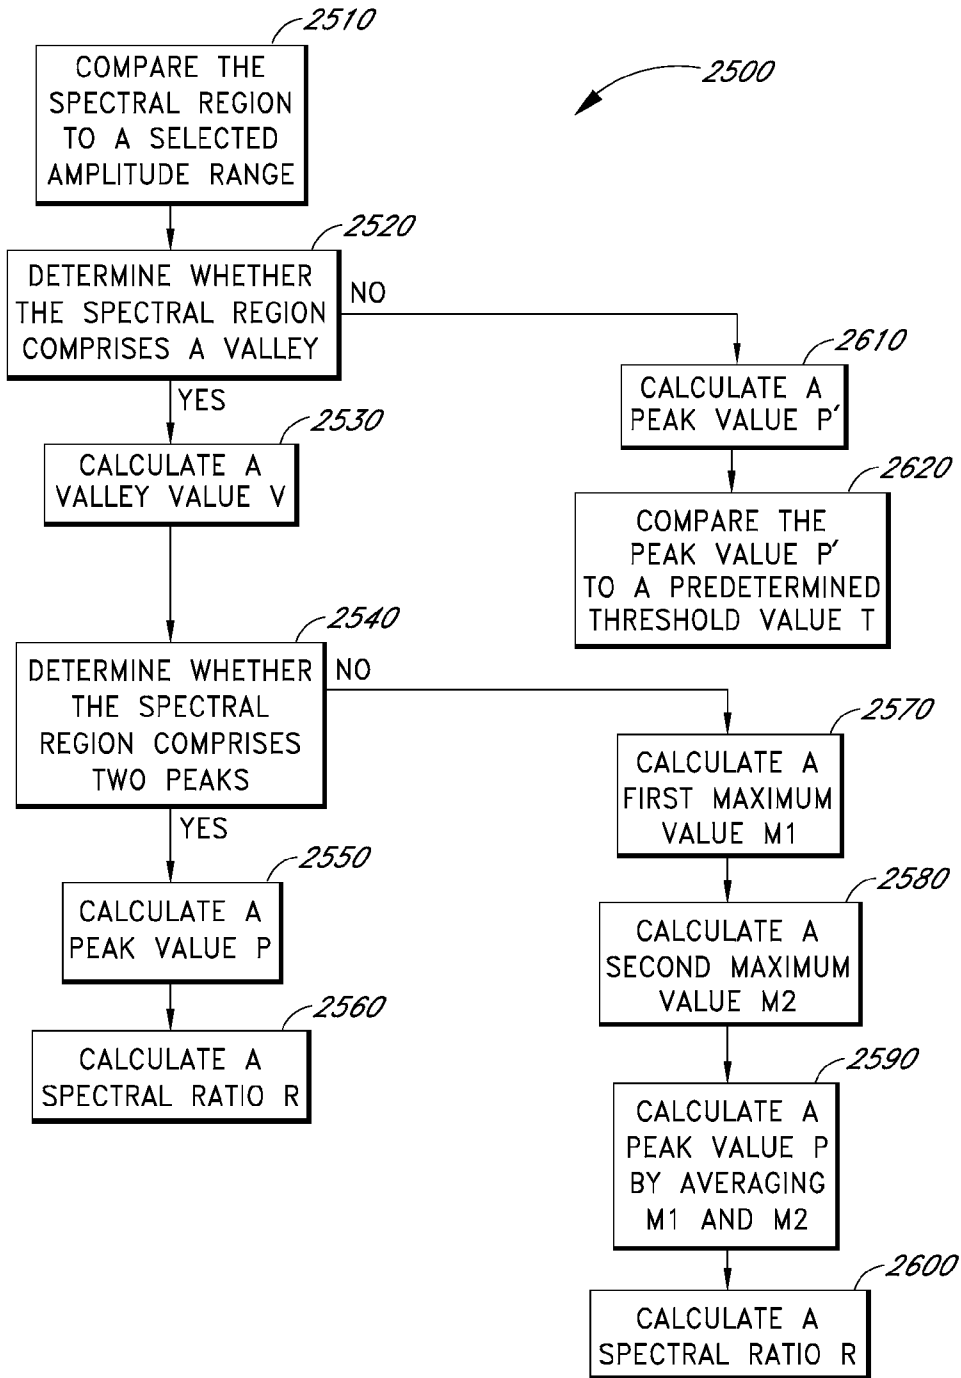 2510
COMPARE THE
SPECTRAL REGION
TO A SELECTED
AMPLITUDE RANGE
2500
2520
DETERMINE WHETHER
THE SPECTRAL REGION
COMPRISES A VALLEY
NO
YES
2610
CALCULATE A
PEAK VALUE P′
2530
CALCULATE A
VALLEY VALUE V
2620
COMPARE THE
PEAK VALUE P′
TO A PREDETERMINED
THRESHOLD VALUE T
2540
DETERMINE WHETHER
THE SPECTRAL
REGION COMPRISES
TWO PEAKS
NO
YES
2570
CALCULATE A
FIRST MAXIMUM
VALUE M1
2550
CALCULATE A
PEAK VALUE P
2580
CALCULATE A
SECOND MAXIMUM
VALUE M2
2560
CALCULATE A
SPECTRAL RATIO R
2590
CALCULATE A
PEAK VALUE P
BY AVERAGING
M1 AND M2
2600
CALCULATE A
SPECTRAL RATIO R